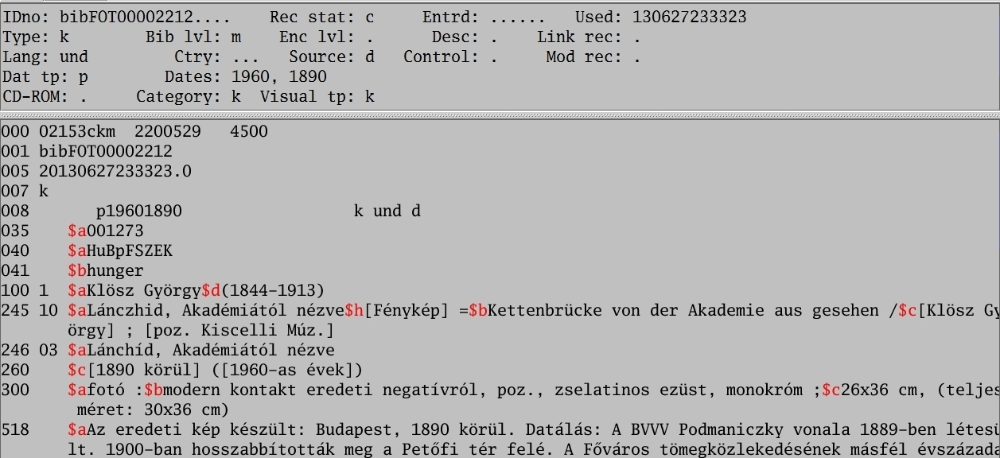 IDno: bibFOT00002212.... Rec stat: c Entrd: ...... Used: 130627233323
Type: k Bib lvl: m Enc lvl: . Desc: . Link rec: .
Lang: und Ctry: ... Source: d Control: . Mod rec: .
Dat tp: p Dates: 1960, 1890
CD-ROM: . Category: k Visual tp: k
000 02153ckm 2200529 4500
001 bibFOT00002212
005 20130627233323.0
007 k
008 p19601890 k und d
035 $a001273
040 $aHuBpFSZEK
041 $bhunger
100 1 $aKlösz György$d(1844-1913)
245 10 $aLánczhid, Akadémiától nézve$h[Fénykép] =$bKettenbrücke von der Akademie aus gesehen /$c[Klösz Gy
örgy] ; [poz. Kiscelli Múz.]
246 03 $aLánchíd, Akadémiától nézve
260 $c[1890 körül] ([1960-as évek])
300 $afotó :$bmodern kontakt eredeti negatívról, poz., zselatinos ezüst, monokróm ;$c26x36 cm, (teljes
méret: 30x36 cm)
518 $aAz eredeti kép készült: Budapest, 1890 körül. Datálás: A BVVV Podmaniczky vonala 1889-ben létesü
lt. 1900-ban hosszabbították meg a Petőfi tér felé. A Főváros tömegközlekedésének másfél évszázada